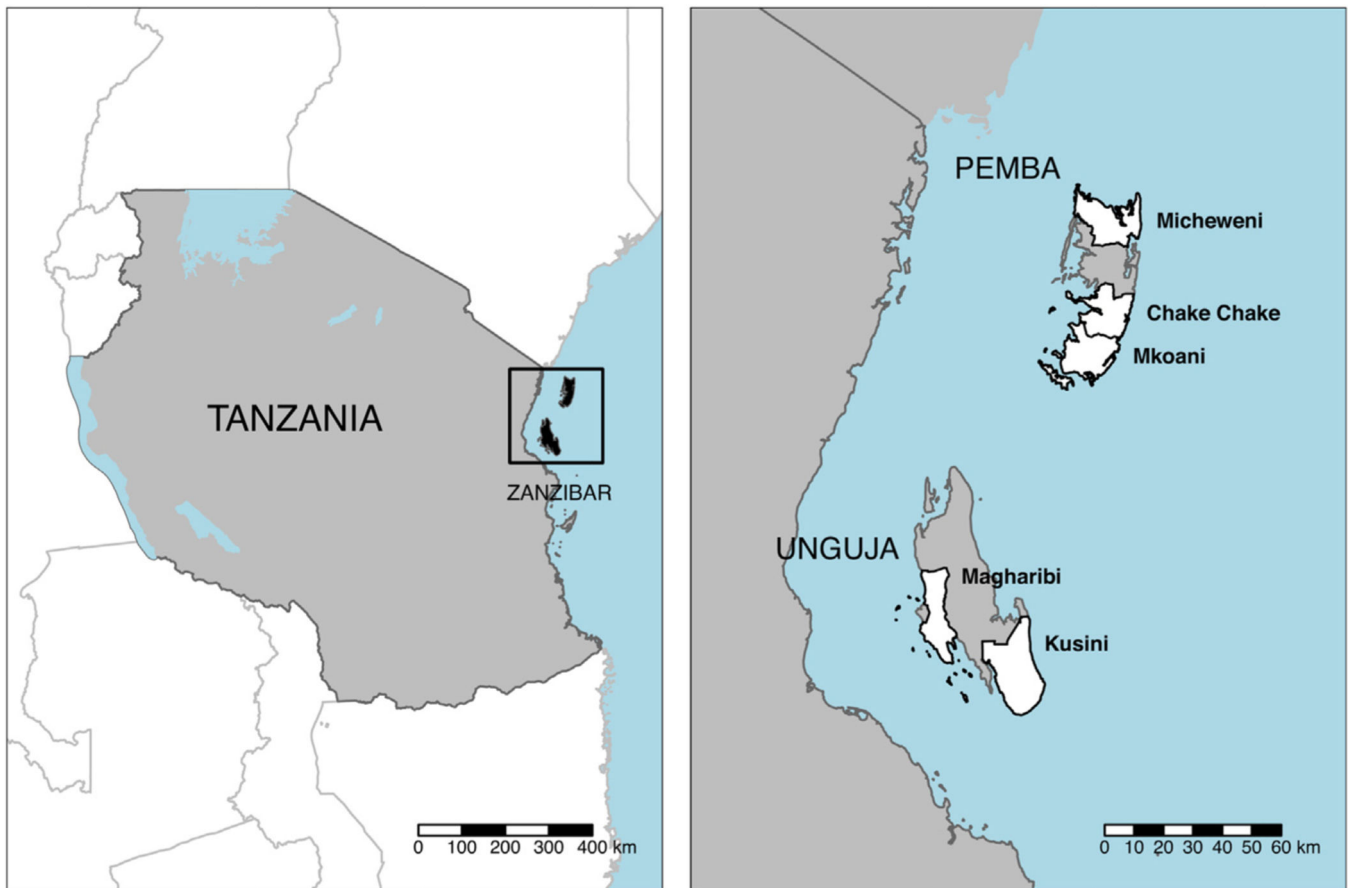 TANZANIA
ZANZIBAR
0 100 200 300 400 km
PEMBA
Micheweni
Chake Chake
Mkoani
UNGUJA
Magharibi
Kusini
0 10 20 30 40 50 60 km